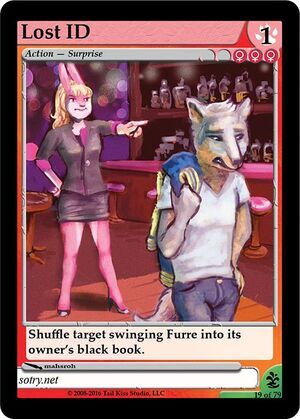 Lost ID
1
Action — Surprise
Shuffle target swinging Furre into its
owner's black book.
mahsroh
sotry.net
© 2008-2016 Tail Kiss Studio, LLC
19 of 79